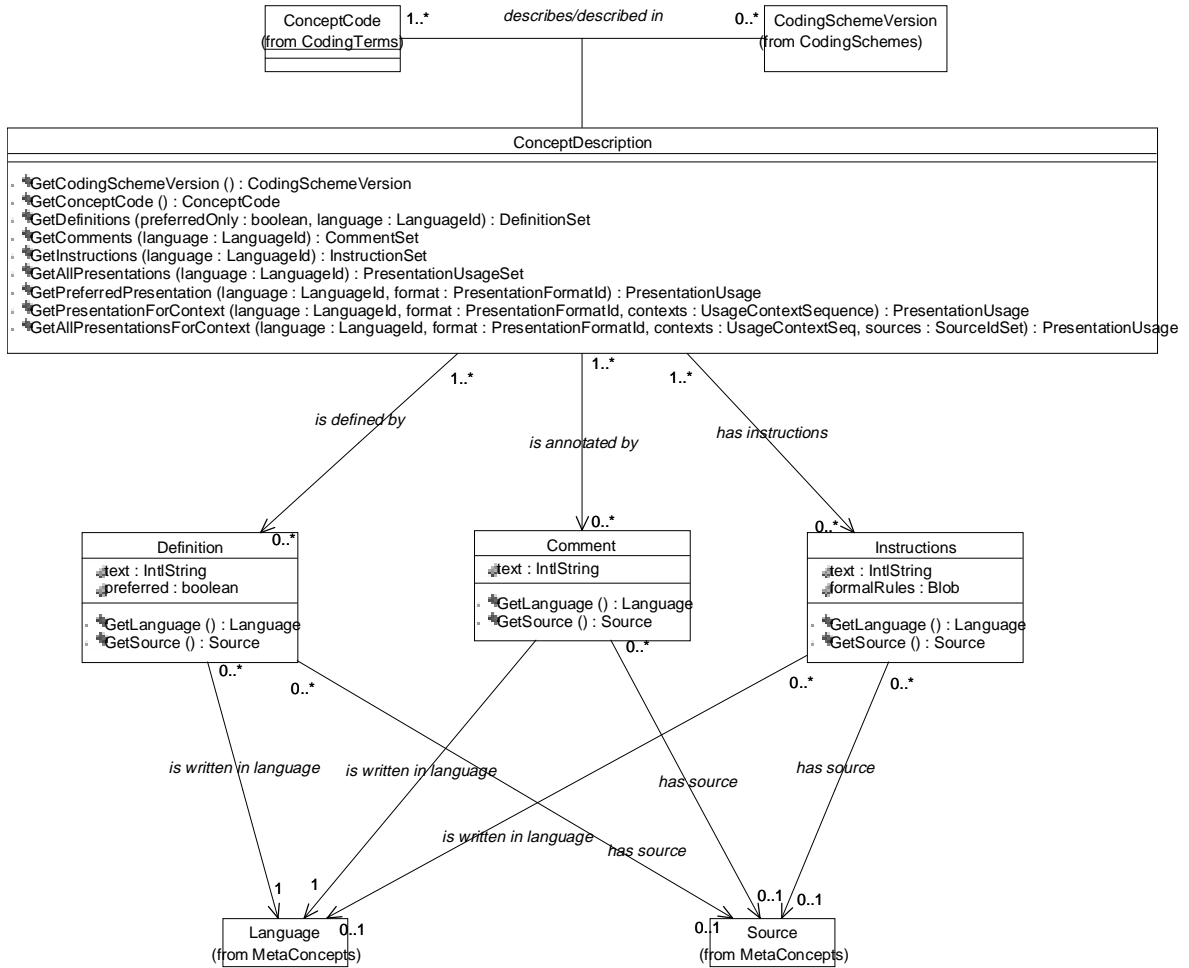 ConceptCode
(from CodingTerms)
1..*
describes/described in
0..*
CodingSchemeVersion
(from CodingSchemes)
ConceptDescription
GetCodingSchemeVersion () : CodingSchemeVersion
GetConceptCode () : ConceptCode
GetDefinitions (preferredOnly : boolean, language : LanguageId) : DefinitionSet
GetComments (language : LanguageId) : CommentSet
GetInstructions (language : LanguageId) : InstructionSet
GetAllPresentations (language : LanguageId) : PresentationUsageSet
GetPreferredPresentation (language : LanguageId, format : PresentationFormatId) : PresentationUsage
GetPresentationForContext (language : LanguageId, format : PresentationFormatId, contexts : UsageContextSequence) : PresentationUsage
GetAllPresentationsForContext (language : LanguageId, format : PresentationFormatId, contexts : UsageContextSeq, sources : SourceIdSet) : PresentationUsage
1..*
1..*
1..*
is defined by
is annotated by
has instructions
0..*
0..*
0..*
Definition
text : IntlString
preferred : boolean
GetLanguage () : Language
GetSource () : Source
Comment
text : IntlString
GetLanguage () : Language
GetSource () : Source
Instructions
text : IntlString
formalRules : Blob
GetLanguage () : Language
GetSource () : Source
0..*
0..*
0..*
0..*
0..*
is written in language
is written in language
has source
has source
is written in language
has source
1
1
0..1
0..1
0..1
0..1
Language
(from MetaConcepts)
Source
(from MetaConcepts)